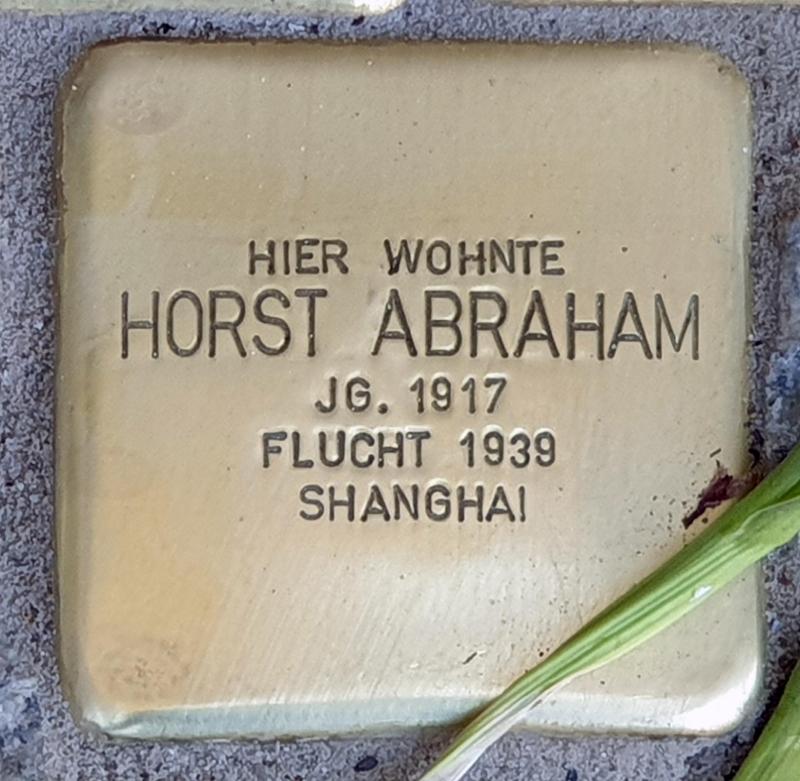 HIER WOHNTE
HORST ABRAHAM
JG. 1917
FLUCHT 1939
SHANGHAI